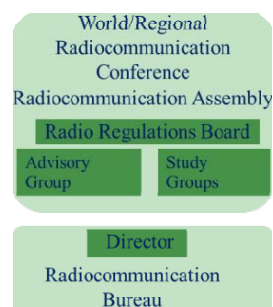 World/Regional
Radiocommunication
Conference
Radiocommunication Assembly
Radio Regulations Board
Advisory
Group
Study
Groups
Director
Radiocommunication
Bureau